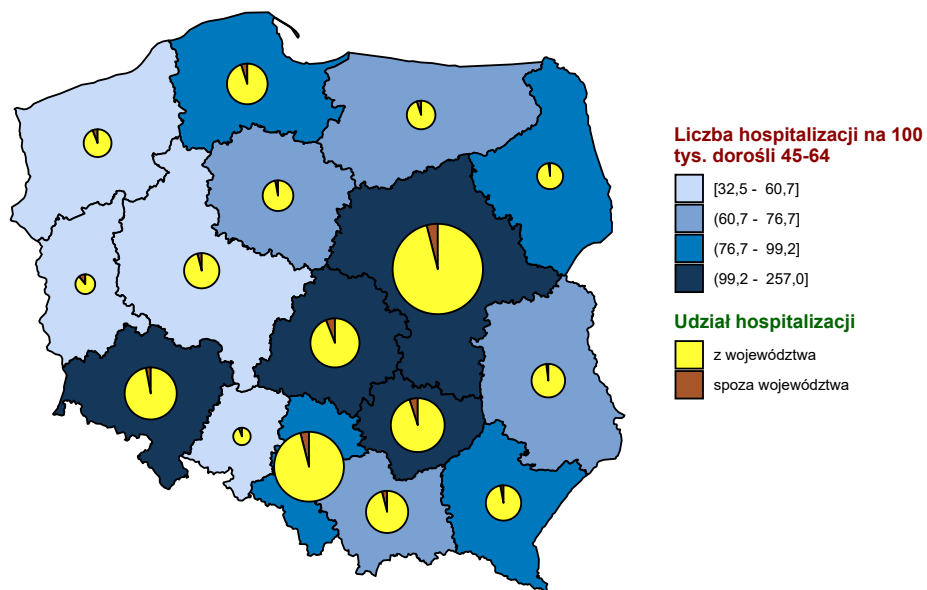 Liczba hospitalizacji na 100
tys. dorośli 45-64
[32,5 - 60,7]
(60,7 - 76,7]
(76,7 - 99,2]
(99,2 - 257,0]
Udział hospitalizacji
z województwa
spoza województwa